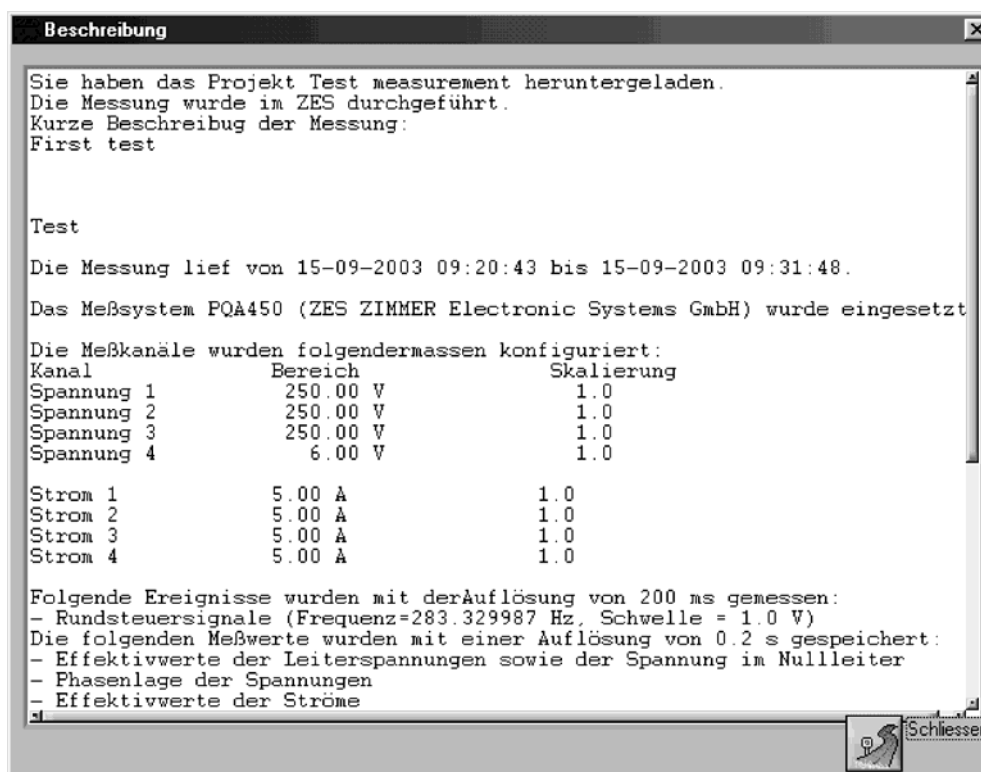 Beschreibung
Sie haben das Projekt Test measurement heruntergeladen.
Die Messung wurde im ZES durchgeführt.
Kurze Beschreibug der Messung:
First test
Test
Die Messung lief von 15-09-2003 09:20:43 bis 15-09-2003 09:31:48.
Das Meßsystem PQA450 (ZES ZIMMER Electronic Systems GmbH) wurde eingesetzt
Die Meßkanäle wurden folgendermassen konfiguriert:
Kanal Bereich Skalierung
Spannung 1 250.00 V 1.0
Spannung 2 250.00 V 1.0
Spannung 3 250.00 V 1.0
Spannung 4 6.00 V 1.0
Strom 1 5.00 A 1.0
Strom 2 5.00 A 1.0
Strom 3 5.00 A 1.0
Strom 4 5.00 A 1.0
Folgende Ereignisse wurden mit derAuflösung von 200 ms gemessen:
- Rundsteuersignale (Frequenz=283.329987 Hz, Schwelle = 1.0 V)
Die folgenden Meßwerte wurden mit einer Auflösung von 0.2 s gespeichert:
- Effektivwerte der Leiterspannungen sowie der Spannung im Nullleiter
- Phasenlage der Spannungen
- Effektivwerte der Ströme
Schliessen